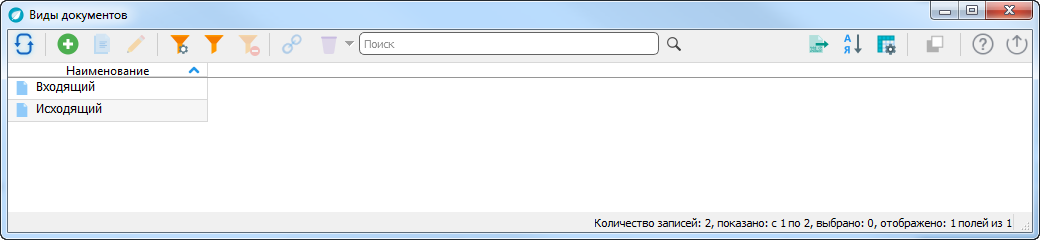 Виды документов
Поиск
А
Я
Наименование
Входящий
Исходящий
Количество записей: 2, показано: с 1 по 2, выбрано: 0, отображено: 1 полей из 1